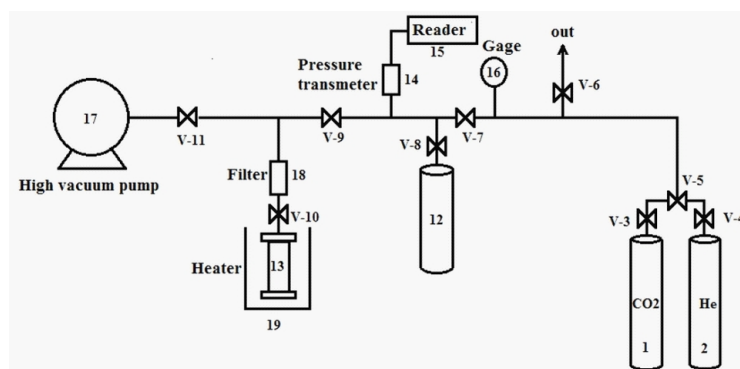 Reader
15
out
Gage
Pressure
transmeter
14
16
V-6
17
V-11
V-9
V-8
V-7
High vacuum pump
Filter
18
V-10
12
V-5
V-3
V-4
Heater
13
19
CO2
He
1
2